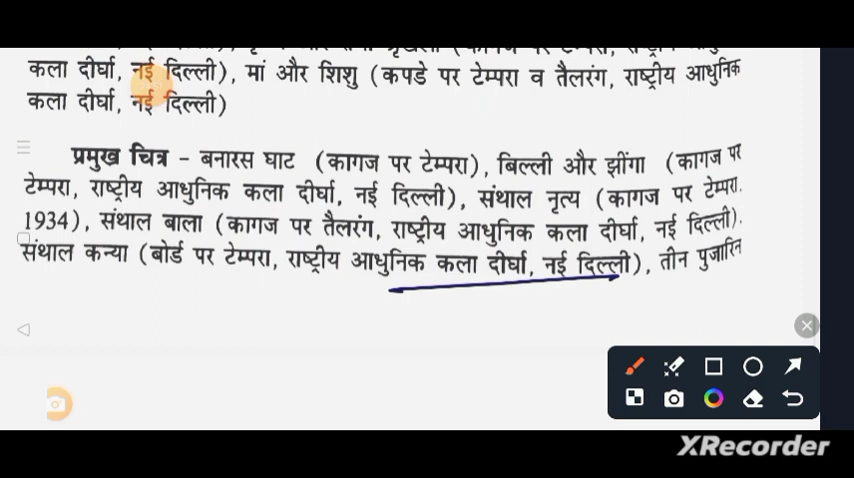 कला दीर्घा, नई दिल्ली), मां और शिशु (कपडे पर टेम्परा व तैलरंग, राष्ट्रीय आधुनिक
कला दीर्घा, नई दिल्ली)
प्रमुख चित्र – बनारस घाट (कागज पर टेम्परा), बिल्ली और झींगा (कागज पर
टेम्परा, राष्ट्रीय आधुनिक कला दीर्घा, नई दिल्ली), संथाल नृत्य (कागज पर टेम्परा.
1934), संथाल बाला (कागज पर तैलरंग, राष्ट्रीय आधुनिक कला दीर्घा, नई दिल्ली).
संथाल कन्या (बोर्ड पर टेम्परा, राष्ट्रीय आधुनिक कला दीर्घा, नई दिल्ली), तीन पुजारिन
XRecorder